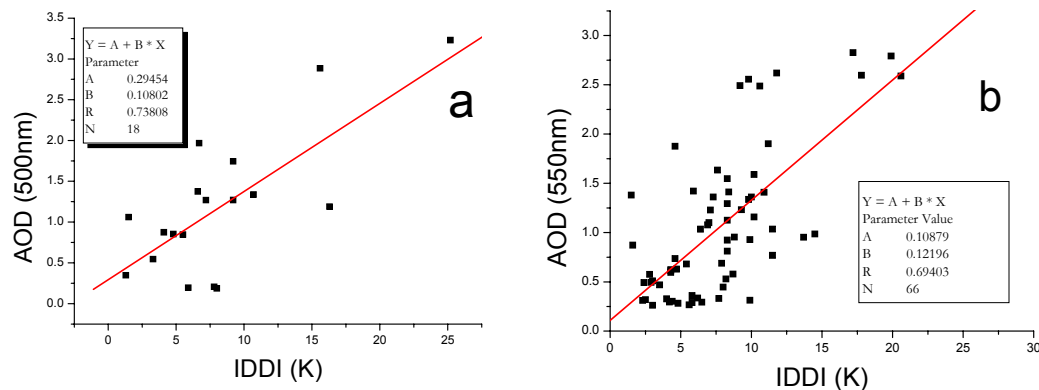 a
Y = A + B * X
Parameter
A 0.29454
B 0.10802
R 0.73808
N 18
3.5
3.0
2.5
2.0
1.5
1.0
0.5
0.0
AOD (500nm)
0 5 10 15 20 25
IDDI (K)
b
3.0
2.5
2.0
1.5
1.0
0.5
0.0
AOD (550nm)
Y = A + B * X
Parameter Value
A 0.10879
B 0.12196
R 0.69403
N 66
0 5 10 15 20 25 30
IDDI (K)